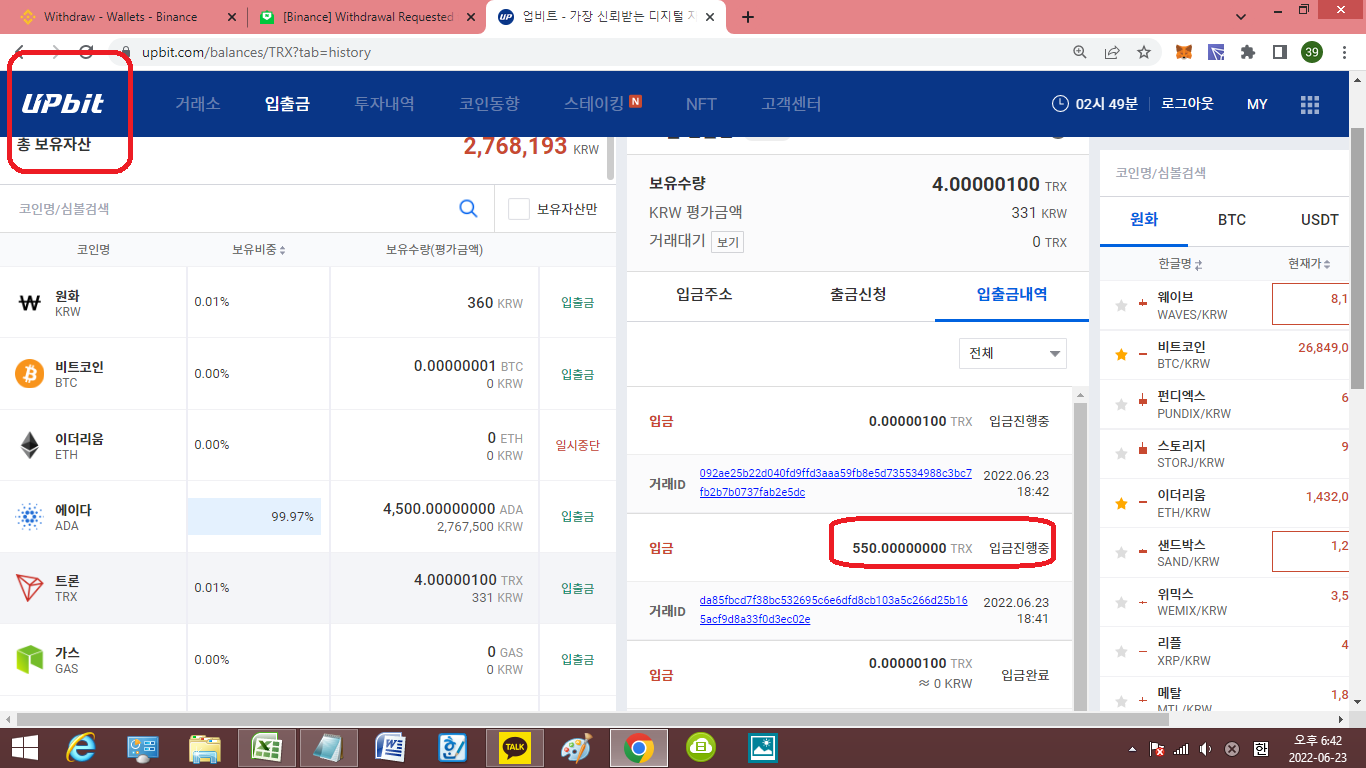 Withdraw - Wallets - Binance
[Binance] Withdrawal Requested
업비트 - 가장 신뢰받는 디지털 자
upbit.com/balances/TRX?tab=history
39
UPbit
거래소
입출금
투자내역
코인동향
스테이킹 N
NFT
고객센터
02시 49분
로그아웃
MY
총 보유자산
2,768,193 KRW
코인명/심볼검색
보유자산만
코인명
보유비중
보유수량(평가금액)
원화
KRW
0.01%
360 KRW
입출금
비트코인
BTC
0.00%
0.00000001 BTC
0 KRW
입출금
이더리움
ETH
0.00%
0 ETH
0 KRW
일시중단
에이다
ADA
99.97%
4,500.00000000 ADA
2,767,500 KRW
입출금
트론
TRX
0.01%
4.00000100 TRX
331 KRW
입출금
가스
GAS
0.00%
0 GAS
0 KRW
입출금
보유수량
4.00000100 TRX
KRW 평가금액
331 KRW
거래대기 보기
0 TRX
입금주소
출금신청
입출금내역
전체
입금
0.00000100 TRX
입금진행중
거래ID
092ae25b22d040fd9ffd3aaa59fb8e5d735534988c3bc7
fb2b7b0737fab2e5dc
2022.06.23
18:42
입금
550.00000000 TRX
입금진행중
거래ID
da85fbcd7f38bc532695c6e6dfd8cb103a5c266d25b16
5acf9d8a33f0d3ec02e
2022.06.23
18:41
입금
0.00000100 TRX
≈ 0 KRW
입금완료
코인명/심볼검색
원화
BTC
USDT
한글명
현재가
웨이브
WAVES/KRW
8,1
비트코인
BTC/KRW
26,849,0
펀디엑스
PUNDIX/KRW
6
스토리지
STORJ/KRW
9
이더리움
ETH/KRW
1,432,0
샌드박스
SAND/KRW
1,2
위믹스
WEMIX/KRW
3,5
리플
XRP/KRW
4
메탈
MTL/KRW
1,8
TALK
한
오후 6:42
2022-06-23